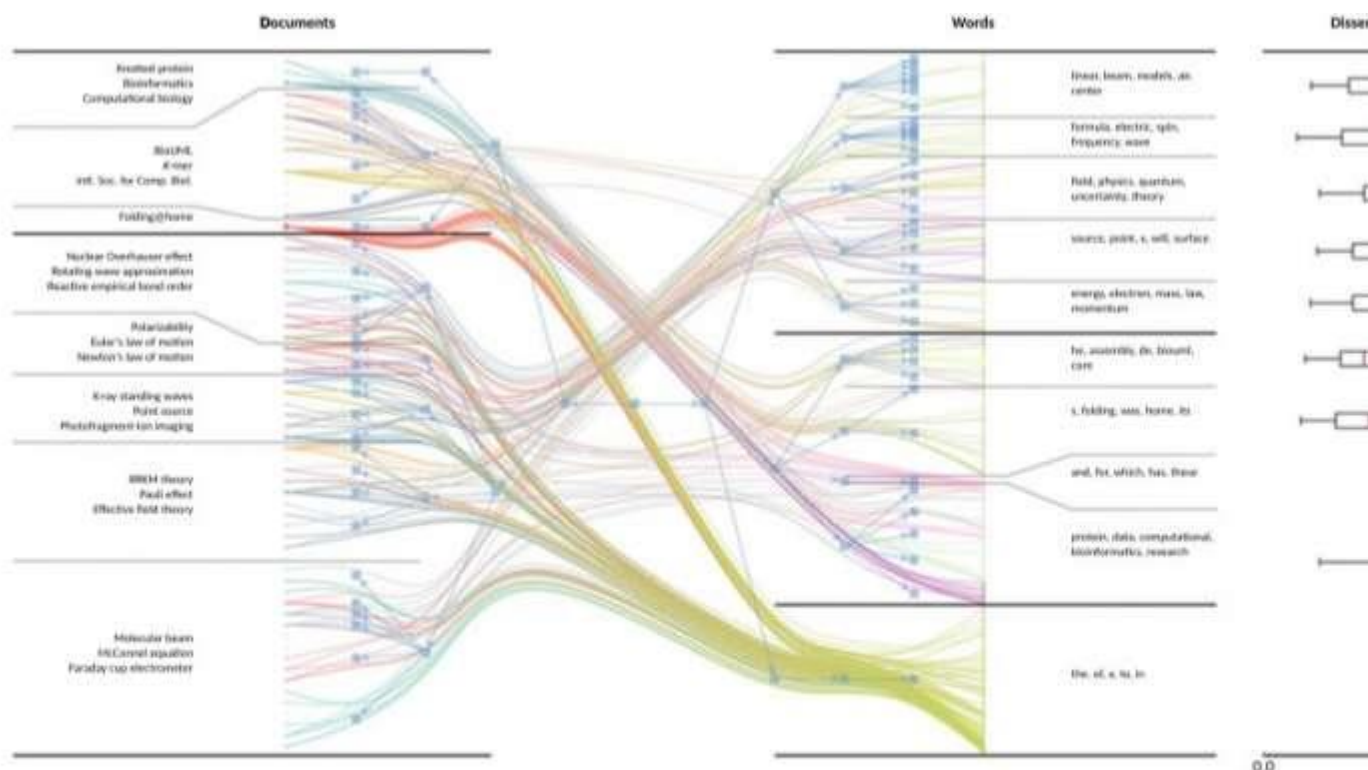 Documents
Words
Disser
Knotted protein
Bioinformatics
Computational biology
BioUML
K-mer
Intl. Soc. for Comp. Biol.
Folding@home
Nuclear Overhauser effect
Rotating wave approximation
Reactive empirical bond order
Polarizability
Euler's law of motion
Newton's law of motion
X-ray standing waves
Point source
Photofragment-ion imaging
RRKM theory
Pauli effect
Effective field theory
Molecular beam
McConnel equation
Faraday cup electrometer
linear, beam, models, an,
center
formula, electric, spin,
frequency, wave
field, physics, quantum,
uncertainty, theory
source, point, s, will, surface
energy, electron, mass, law,
momentum
he, assembly, de,
core
s, folding, was, home, its
and, for, which, has, these
protein, data, computational,
bioinformatics, research
the, of, a, to, in
0.0